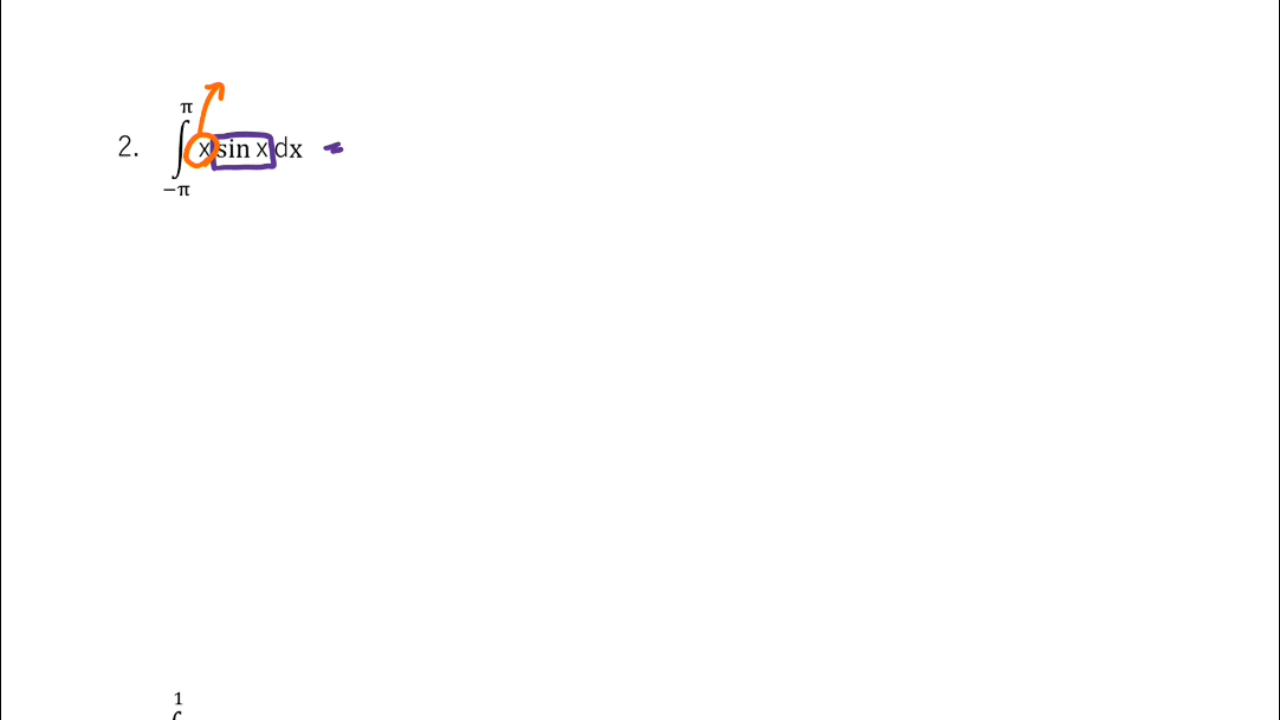 2. ∫_{-π}^{π} x sin x dx =
1
∫